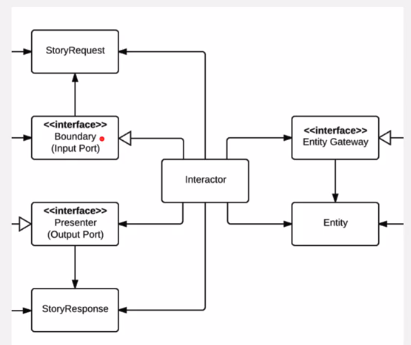 StoryRequest
<<interface>>
Boundary
(Input Port)
<<interface>>
Entity Gateway
Interactor
<<interface>>
Presenter
(Output Port)
Entity
StoryResponse